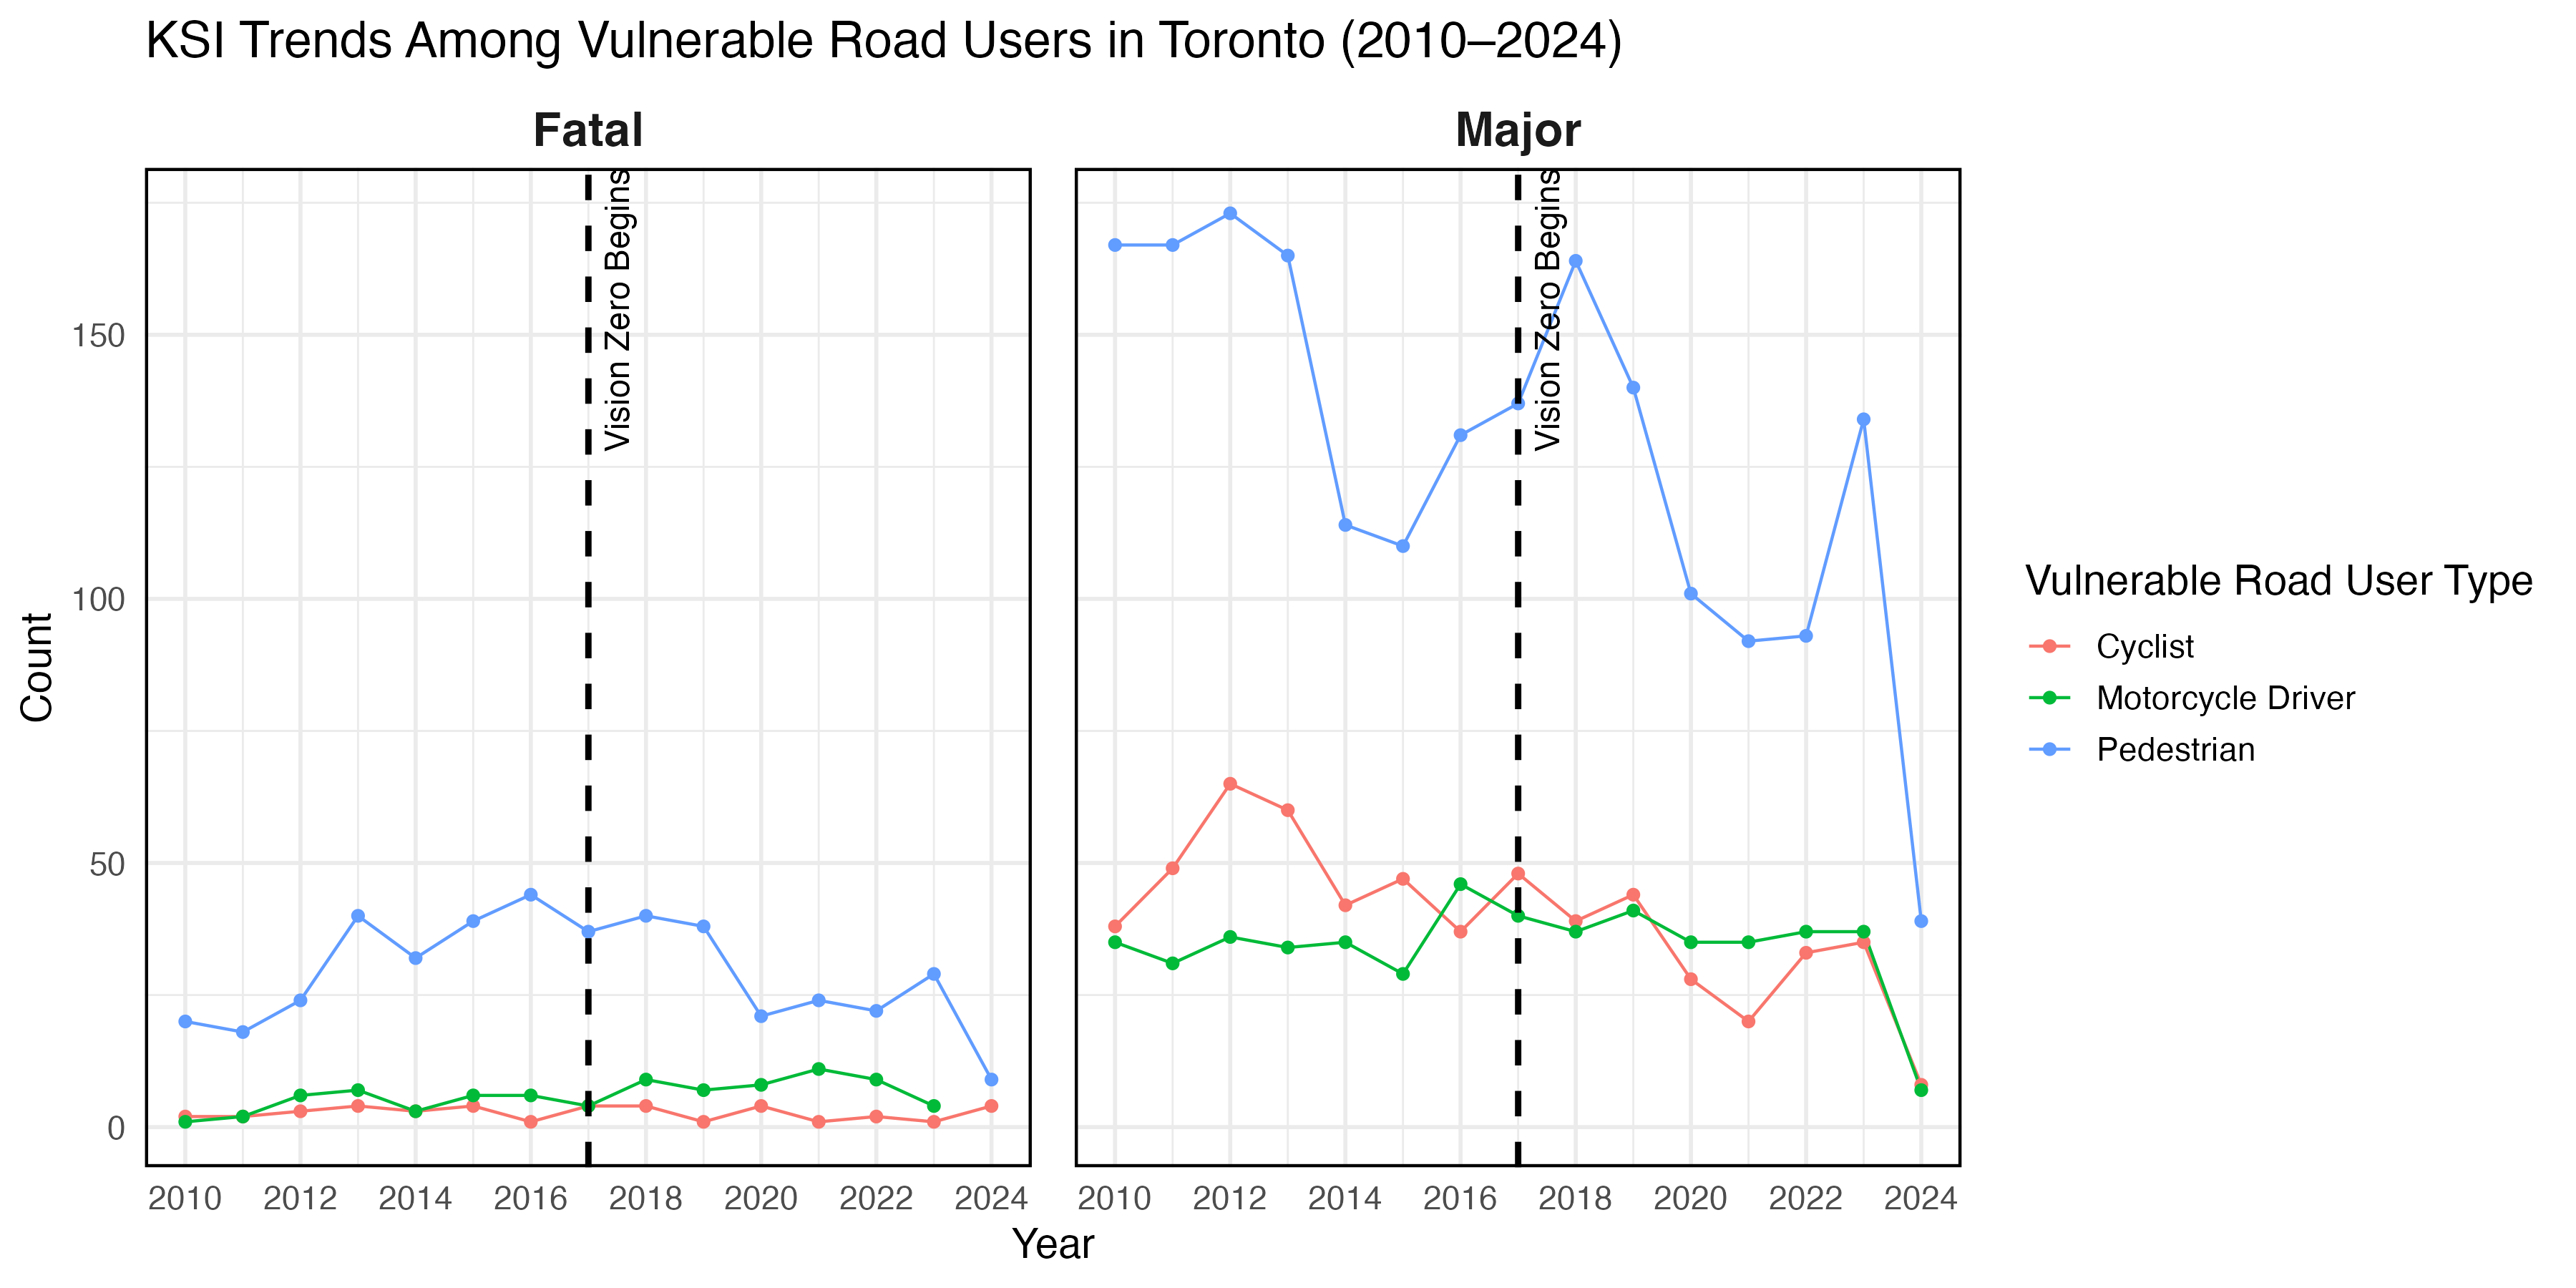 KSI Trends Among Vulnerable Road Users in Toronto (2010–2024)
Fatal
Major
Vision Zero Begins
Vision Zero Begins
150
100
50
0
Count
2010 2012 2014 2016 2018 2020 2022 2024
2010 2012 2014 2016 2018 2020 2022 2024
Year
Vulnerable Road User Type
Cyclist
Motorcycle Driver
Pedestrian